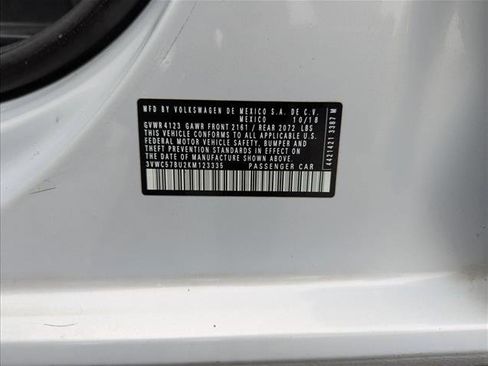 MFD BY VOLKSWAGEN DE MEXICO S.A. DE C.V.
MEXICO 10/18
GVWR 4123 GAWR FRONT 2161 / REAR 2072 LBS
THIS VEHICLE CONFORMS TO ALL APPLICABLE U.S.
FEDERAL MOTOR VEHICLE SAFETY, BUMPER AND
THEFT PREVENTION STANDARDS IN EFFECT ON
THE DATE OF MANUFACTURE SHOWN ABOVE
3VWC57BU2KM123335 PASSENGER CAR
4421421 3387 M